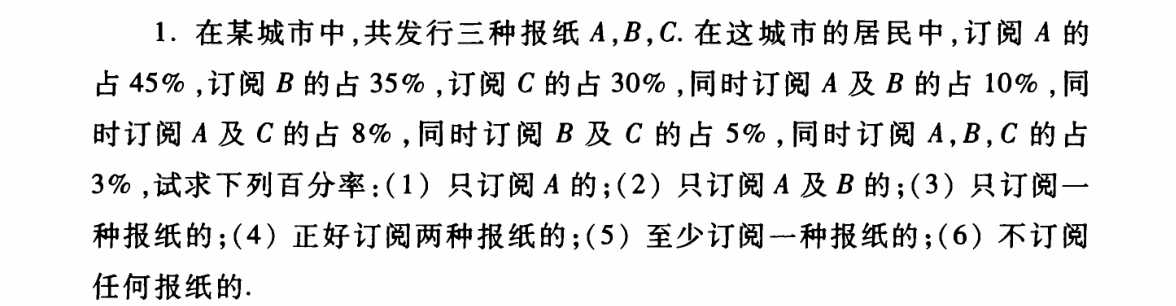 1. 在某城市中,共发行三种报纸 A,B,C. 在这城市的居民中,订阅 A 的
占 45% ,订阅 B 的占 35% ,订阅 C 的占 30% ,同时订阅 A 及 B 的占 10% ,同
时订阅 A 及 C 的占 8% ,同时订阅 B 及 C 的占 5% ,同时订阅 A,B,C 的占
3% ,试求下列百分率:(1) 只订阅 A 的;(2) 只订阅 A 及 B 的;(3) 只订阅一
种报纸的;(4) 正好订阅两种报纸的;(5) 至少订阅一种报纸的;(6) 不订阅
任何报纸的.